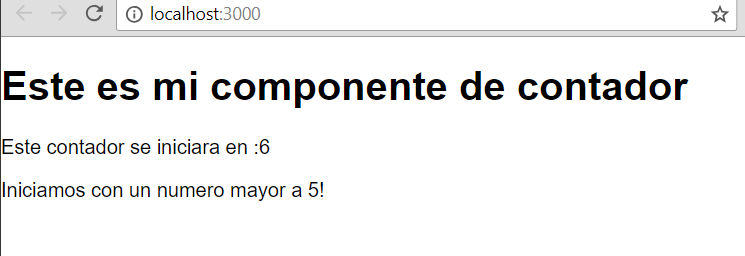 localhost:3000
Este es mi componente de contador
Este contador se iniciara en :6
Iniciamos con un numero mayor a 5!